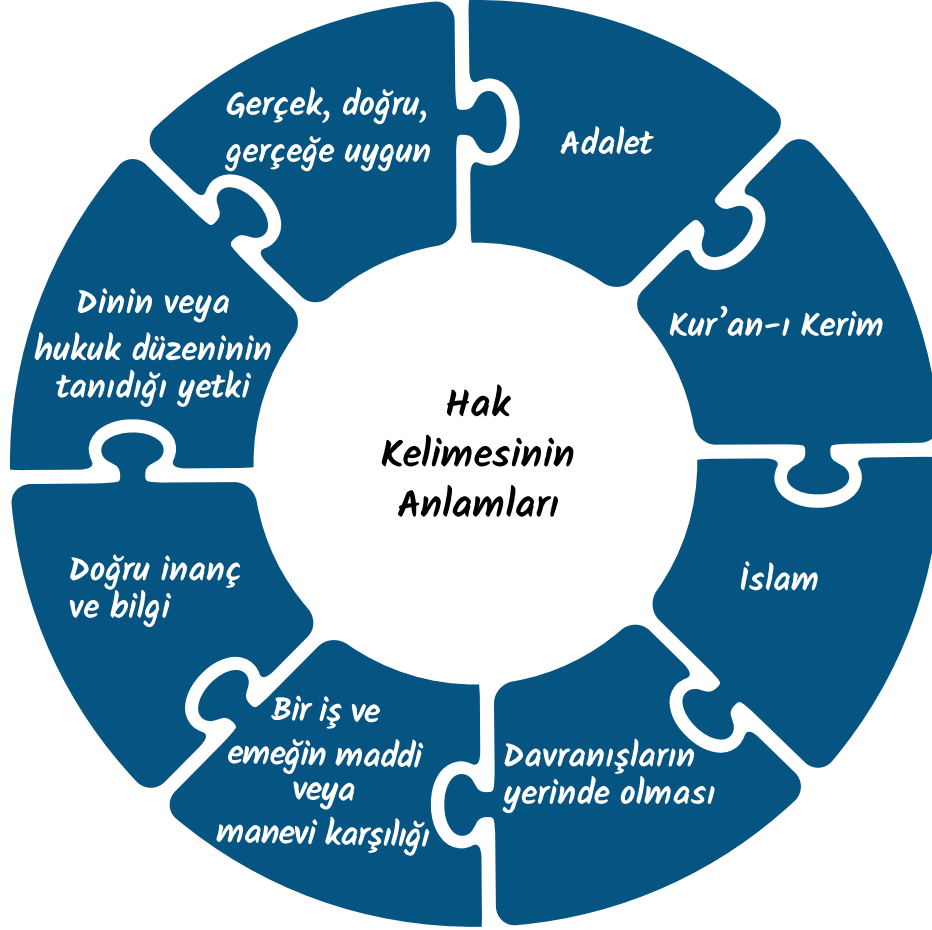 Gerçek, doğru,
gerçeğe uygun
Adalet
Kur’an-ı Kerim
İslam
Davranışların
yerinde olması
Bir iş ve
emeğin maddi
veya
manevi karşılığı
Doğru inanç
ve bilgi
Dinin veya
hukuk düzeninin
tanıdığı yetki
Hak
Kelimesinin
Anlamları